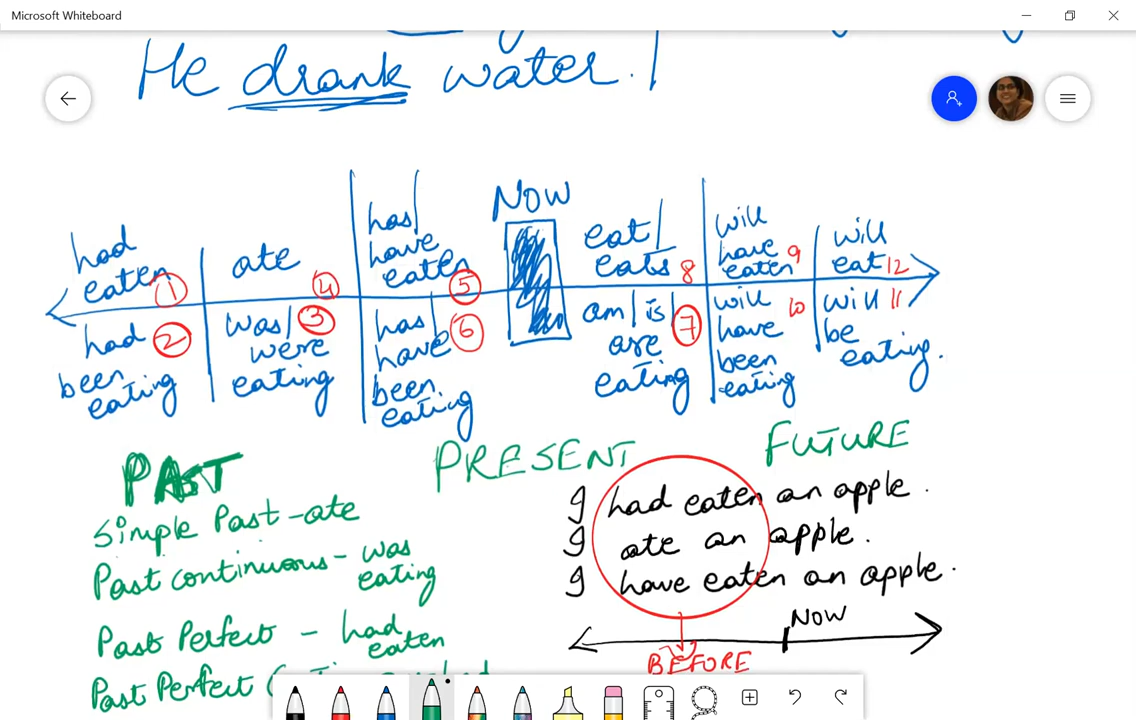 Microsoft Whiteboard
He drank water.
NOW
had
eaten 1
ate 4
has/
have
eaten 5
eat/
eats 8
will
have
eaten 9
will
eat 12
had 2
been
eating
was/ 3
were
eating
has/
have 6
been
eating
am/is/
are 7
eating
will 10
have
been
eating
will 11
be
eating.
PAST
PRESENT
FUTURE
Simple Past - ate
Past continuous - was
eating
Past Perfect - had
eaten
Past Perfect
I had eaten an apple.
I ate an apple.
I have eaten an apple.
NOW
BEFORE